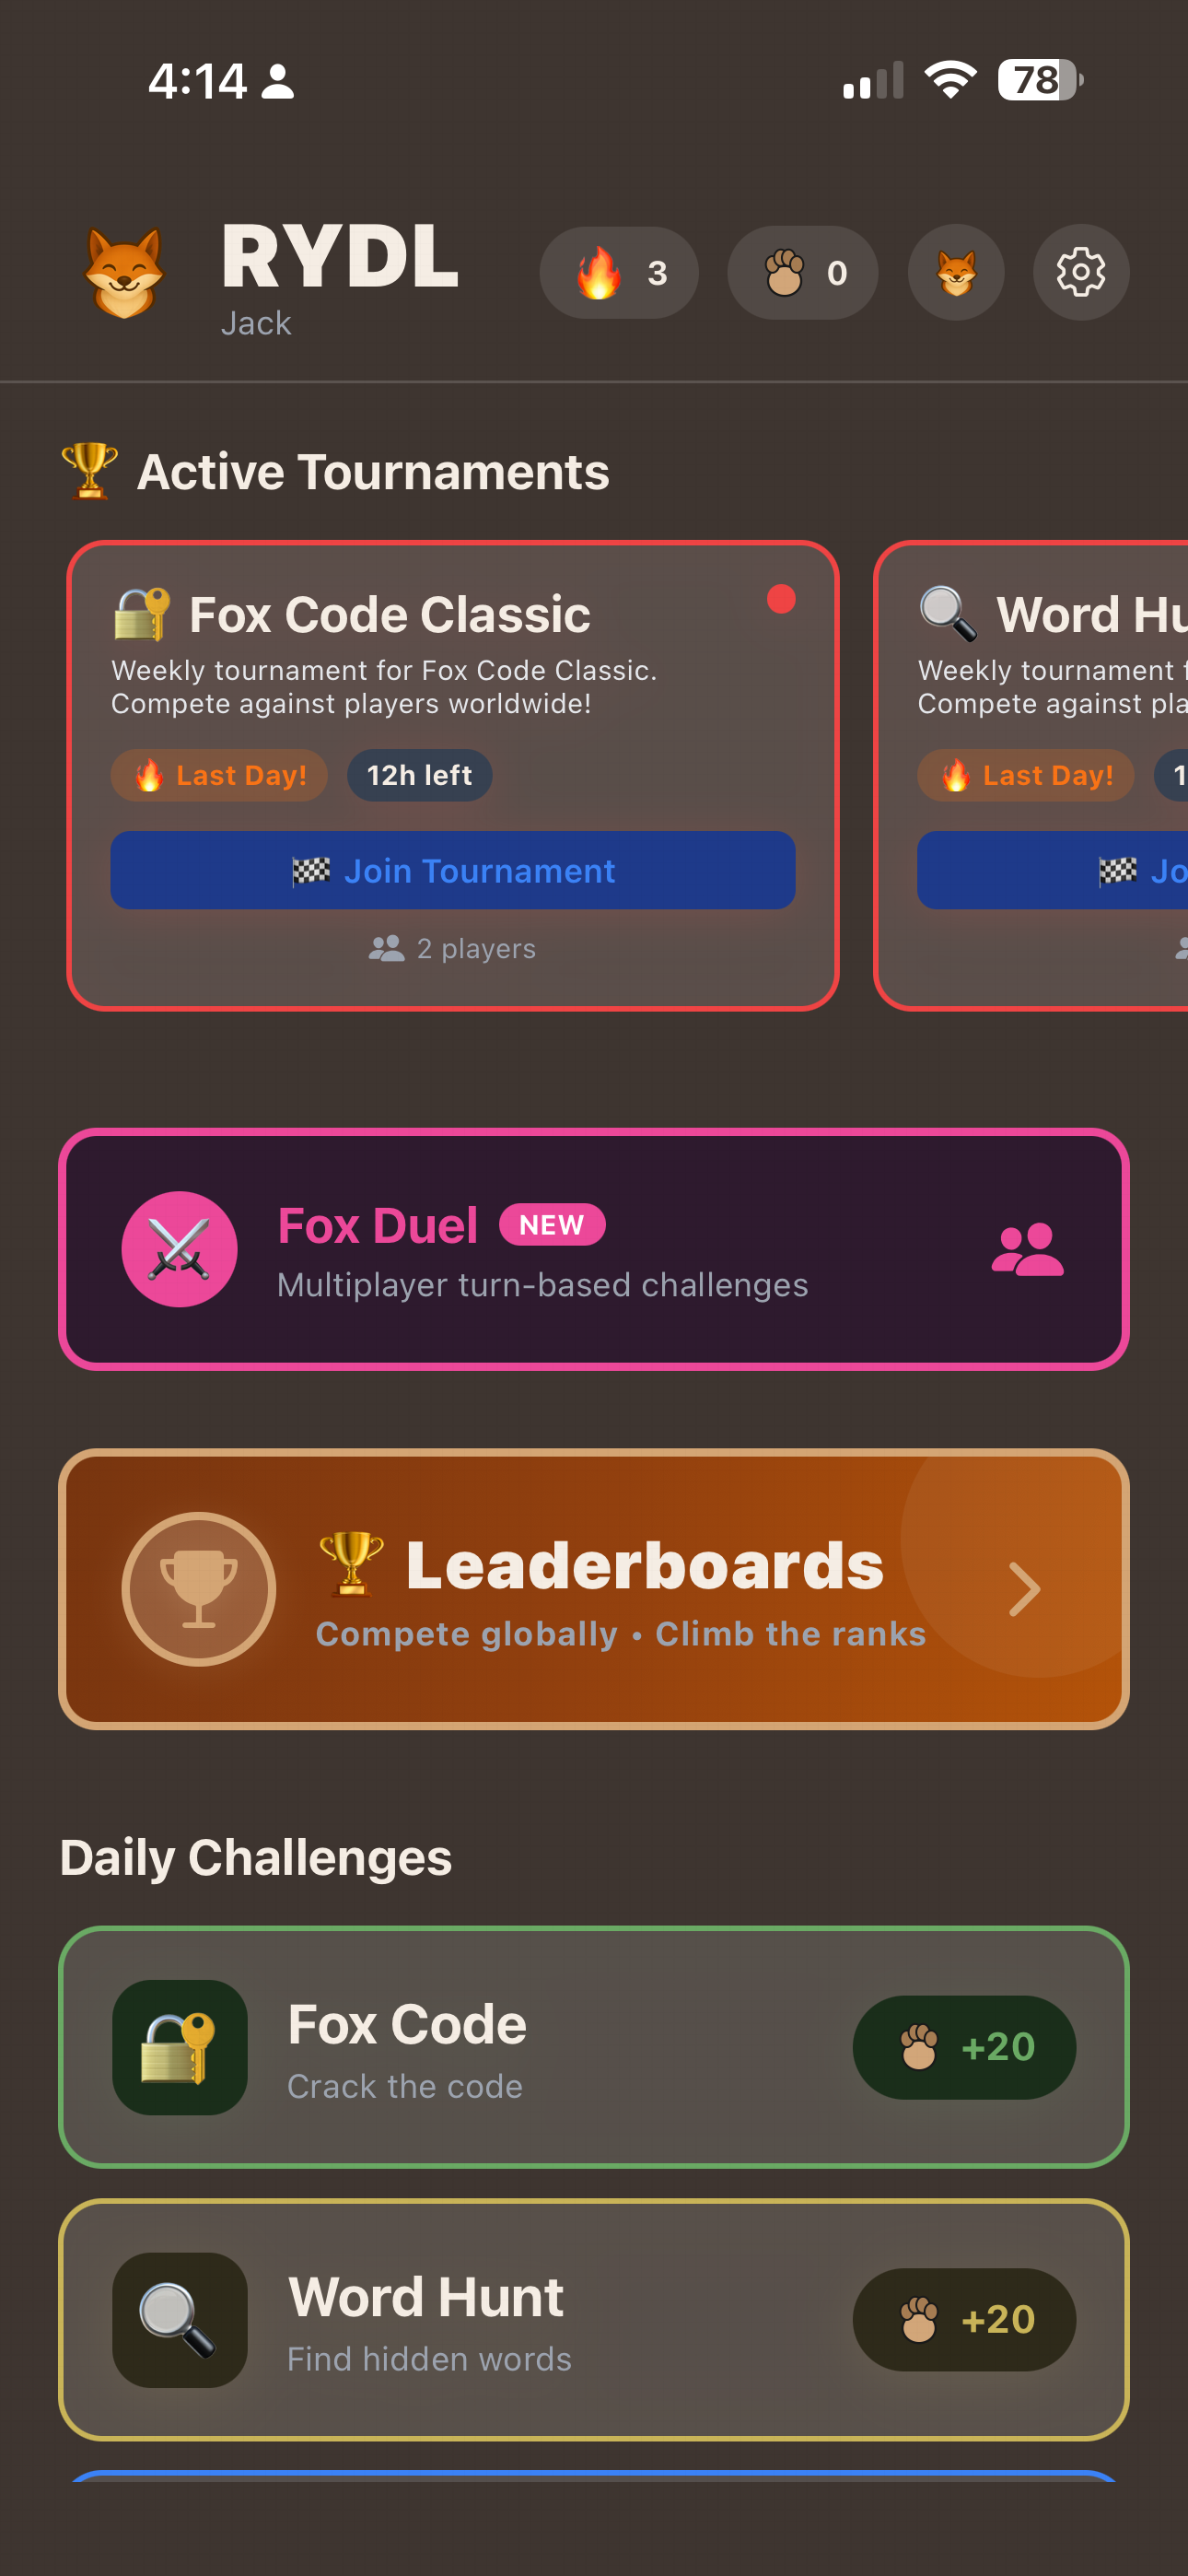 4:14
78
RYDL
Jack
3
0
Active Tournaments
Fox Code Classic
Weekly tournament for Fox Code Classic.
Compete against players worldwide!
Last Day!
12h left
Join Tournament
2 players
Word Hu
Weekly tournament f
Compete against pla
Last Day!
1
Jo
Fox Duel
NEW
Multiplayer turn-based challenges
Leaderboards
Compete globally • Climb the ranks
Daily Challenges
Fox Code
Crack the code
+20
Word Hunt
Find hidden words
+20